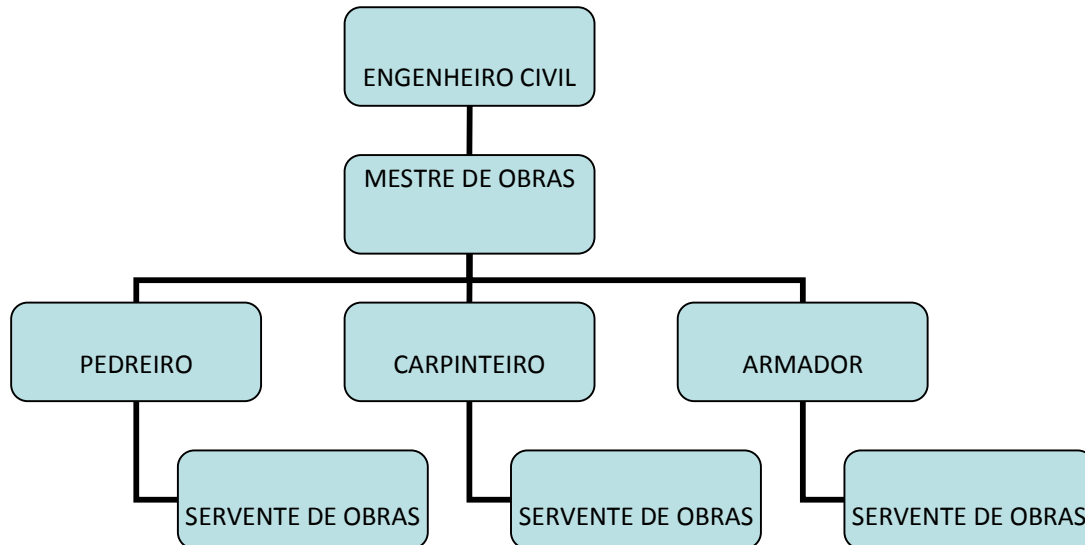 ENGENHEIRO CIVIL
MESTRE DE OBRAS
PEDREIRO
CARPINTEIRO
ARMADOR
SERVENTE DE OBRAS
SERVENTE DE OBRAS
SERVENTE DE OBRAS